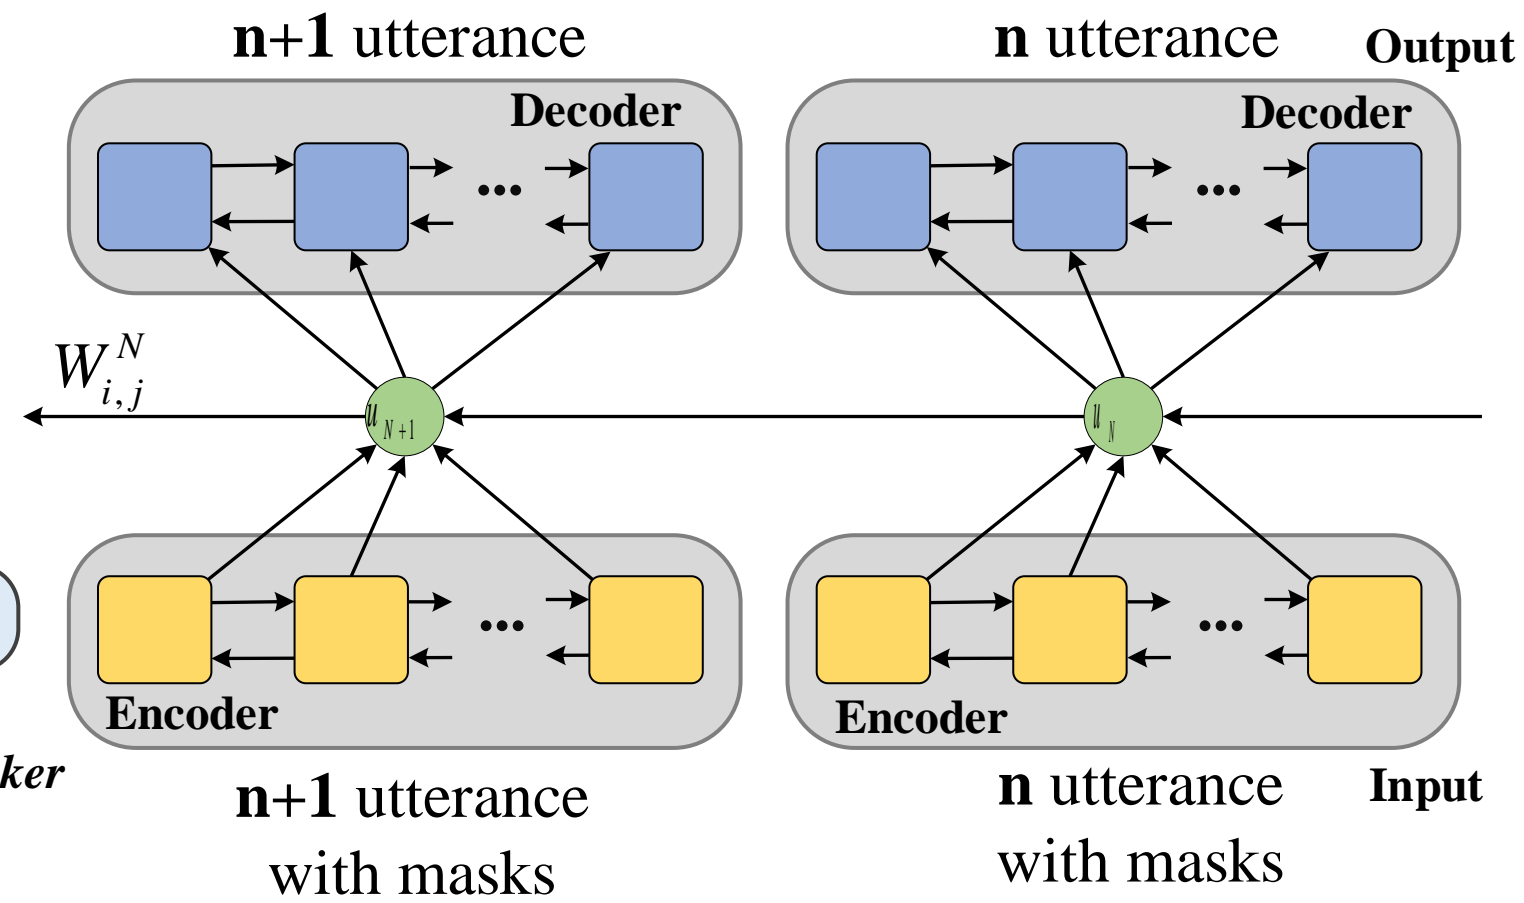 n+1 utterance
n utterance
Output
Decoder
Decoder
W^N_{i,j}
u_{N+1}
u_N
Encoder
Encoder
ker
n+1 utterance
with masks
n utterance
with masks
Input